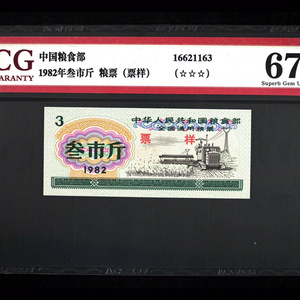 CG
中国粮食部
16621163
67
ARANTY
1982年叁市斤 粮票（票样）
(☆☆☆)
Superb Gem U
3
中华人民共和国粮食部
全国通用粮票
票样
叁市斤
1982